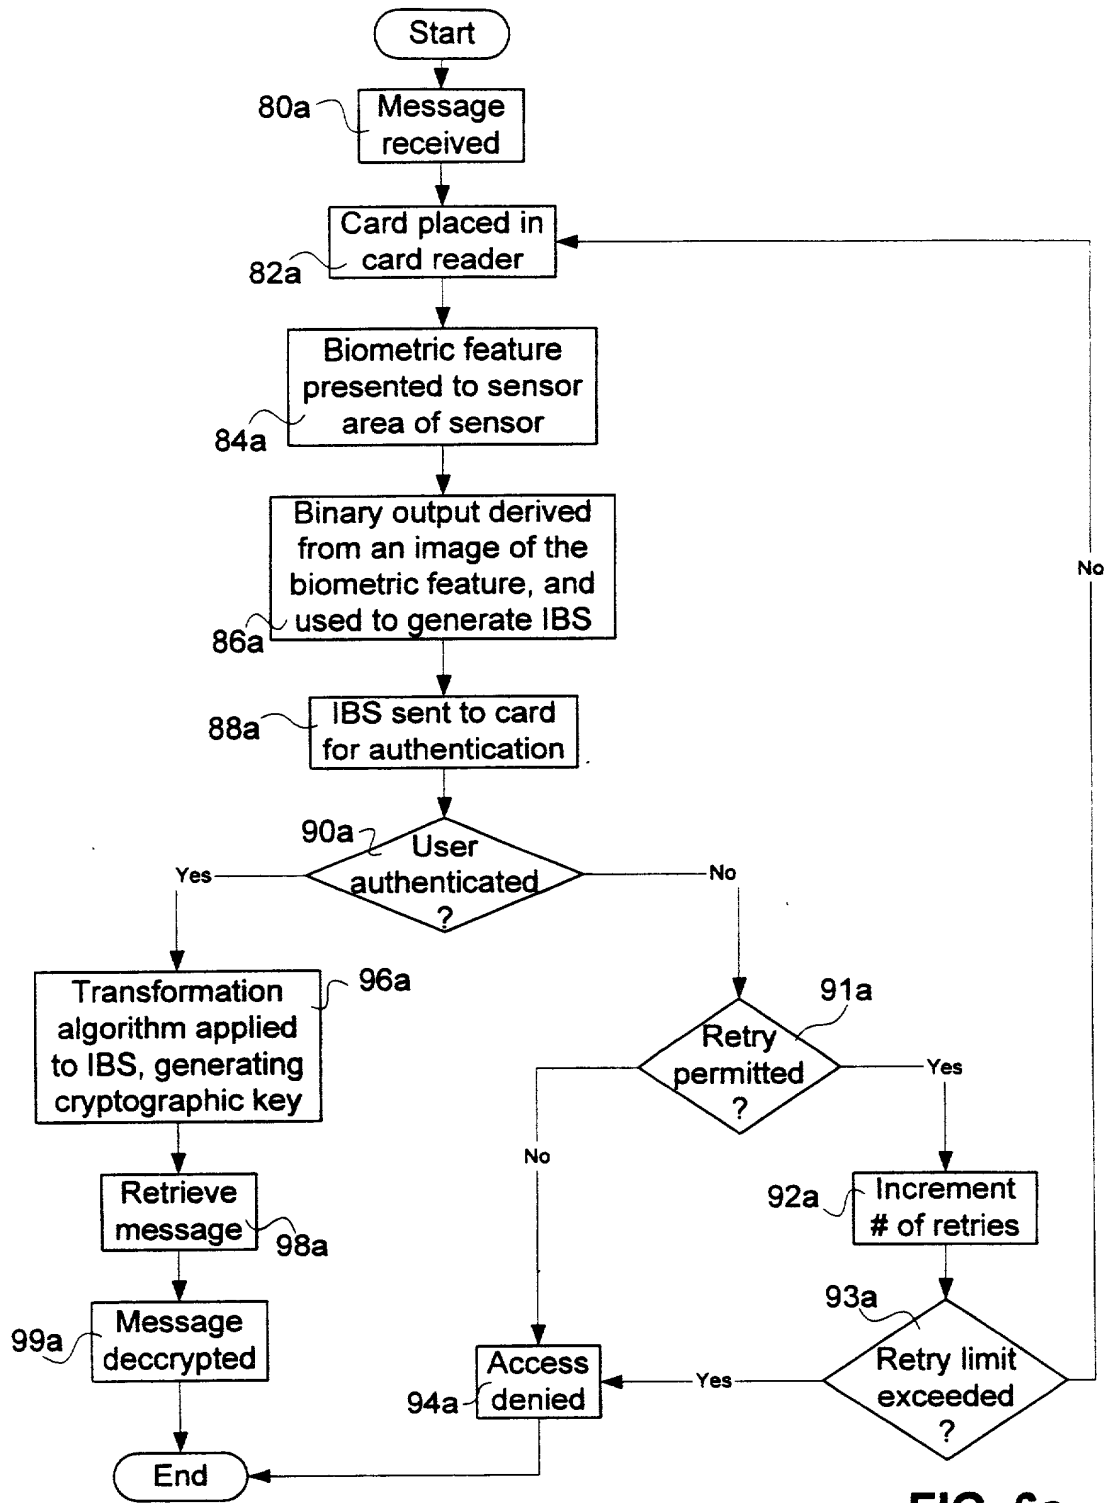 Start
80a
Message
received
Card placed in
card reader
82a
Biometric feature
presented to sensor
area of sensor
84a
Binary output derived
from an image of the
biometric feature, and
used to generate IBS
86a
No
IBS sent to card
for authentication
88a
90a
User
authenticated
?
Yes
No
Transformation
algorithm applied
to IBS, generating
cryptographic key
96a
91a
Retry
permitted
?
Yes
No
Retrieve
message
98a
92a
Increment
# of retries
Message
deccrypted
99a
93a
Retry limit
exceeded
?
Yes
Access
denied
94a
End